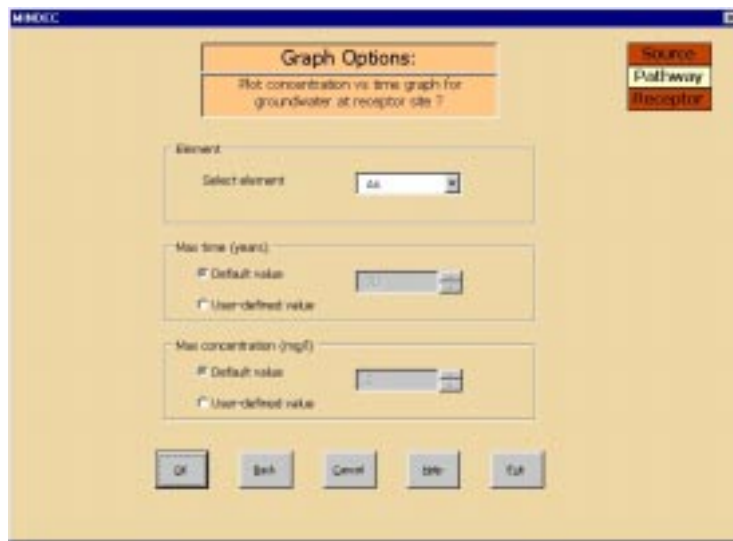 MINDEC
Graph Options:
Plot concentration vs time graph for
groundwater at receptor site ?
Source
Pathway
Receptor
Element
Select element
As
Max time (years)
Default value
User-defined value
Max concentration (mg/l)
Default value
User-defined value
OK
Back
Cancel
Help
Exit